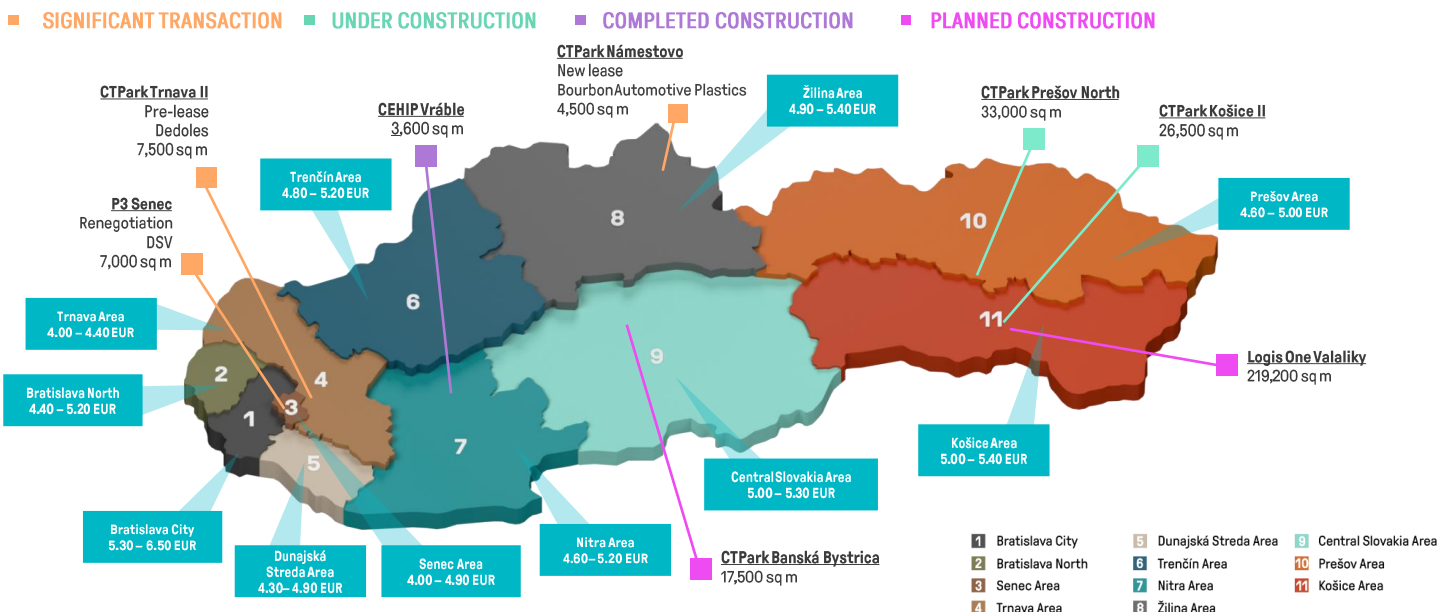 SIGNIFICANT TRANSACTION
UNDER CONSTRUCTION
COMPLETED CONSTRUCTION
PLANNED CONSTRUCTION
CTPark Námestovo
New lease
Bourbon Automotive Plastics
4,500 sq m
Žilina Area
4.90 – 5.40 EUR
CTPark Trnava II
Pre-lease
Dedoles
7,500 sq m
CEHIP Vráble
3,600 sq m
CTPark Prešov North
33,000 sq m
CTPark Košice II
26,500 sq m
Trenčín Area
4.80 – 5.20 EUR
P3 Senec
Renegotiation
DSV
7,000 sq m
Prešov Area
4.60 – 5.00 EUR
8
10
6
Trnava Area
4.00 – 4.40 EUR
11
9
Logis One Valaliky
219,200 sq m
2
4
Bratislava North
4.40 – 5.20 EUR
3
1
7
5
Košice Area
5.00 – 5.40 EUR
Central Slovakia Area
5.00 – 5.30 EUR
Bratislava City
5.30 – 6.50 EUR
Dunajská
Streda Area
4.30– 4.90 EUR
Senec Area
4.00 – 4.90 EUR
Nitra Area
4.60–5.20 EUR
CTPark Banská Bystrica
17,500 sq m
1 Bratislava City
2 Bratislava North
3 Senec Area
4 Trnava Area
5 Dunajská Streda Area
6 Trenčín Area
7 Nitra Area
8 Žilina Area
9 Central Slovakia Area
10 Prešov Area
11 Košice Area